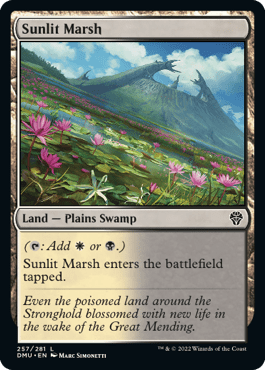 Sunlit Marsh
Land — Plains Swamp
(: Add or .)
Sunlit Marsh enters the battlefield
tapped.
Even the poisoned land around the
Stronghold blossomed with new life in
the wake of the Great Mending.
257/281 L
DMU • EN Marc Simonetti
™ & © 2022 Wizards of the Coast